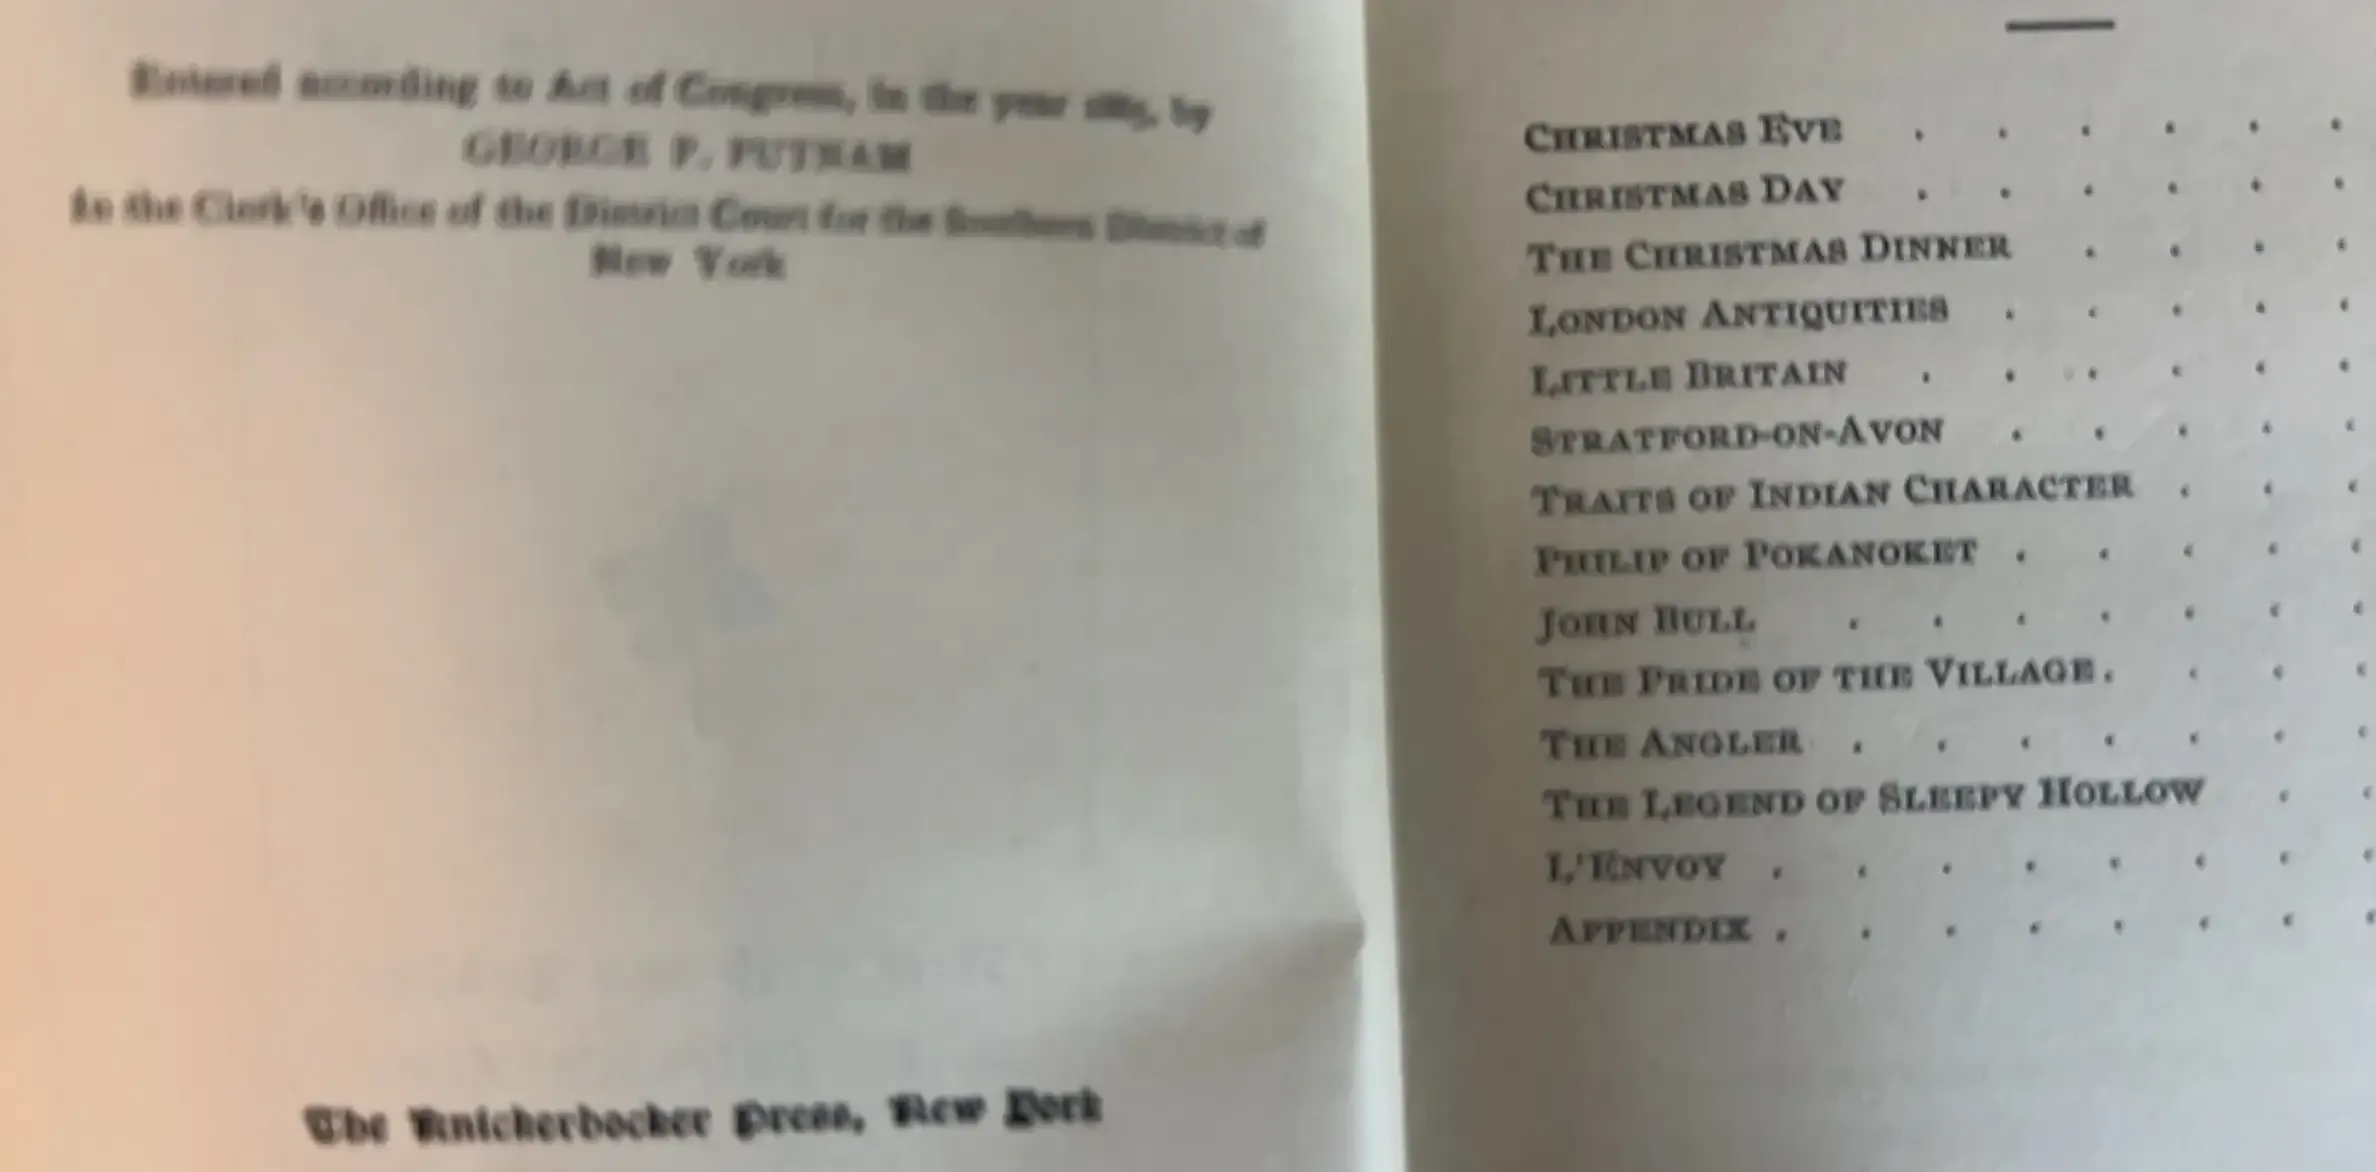 Entered according to Act of Congress, in the year by
GEORGE P. PUTNAM
In the Clerk's Office of the District Court for the Southern District of
New York
The Knickerbocker Press, New York
CHRISTMAS EVE . . . . . .
CHRISTMAS DAY . . . . . .
THE CHRISTMAS DINNER . . . .
LONDON ANTIQUITIES . . . . .
LITTLE BRITAIN . . . . . .
STRATFORD-ON-AVON . . . . .
TRAITS OF INDIAN CHARACTER . . .
PHILIP OF POKANOKET . . . . .
JOHN BULL . . . . . . .
THE PRIDE OF THE VILLAGE . . . .
THE ANGLER . . . . . . .
THE LEGEND OF SLEEPY HOLLOW . .
L'ENVOY . . . . . . . .
APPENDIX . . . . . . . .